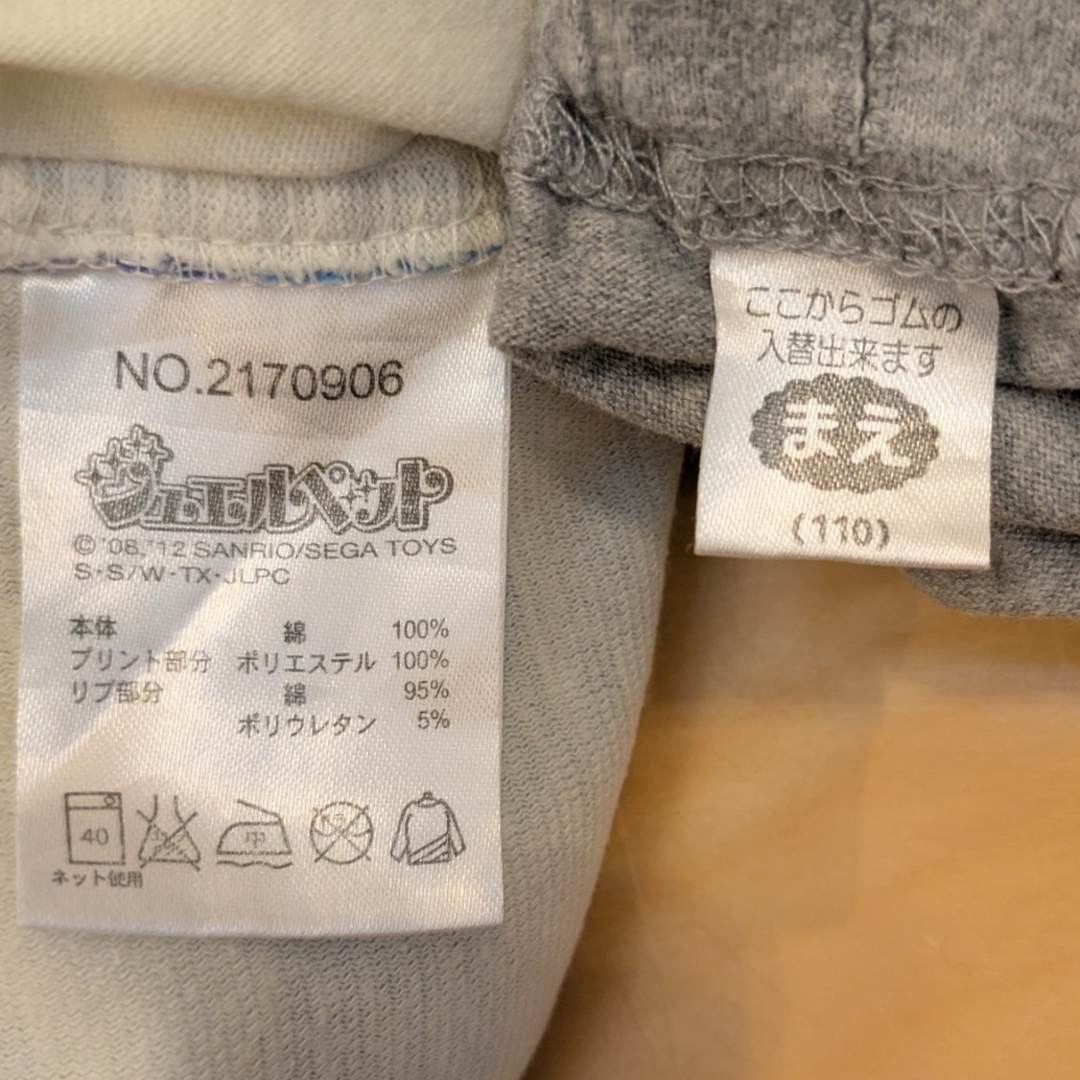 NO.2170906
ジュエルペット
© '08,'12 SANRIO/SEGA TOYS
S・S/W・TX・JLPC
本体 綿 100%
プリント部分 ポリエステル 100%
リブ部分 綿 95%
ポリウレタン 5%
40
中
ネット使用
ここからゴムの
入替出来ます
まえ
(110)